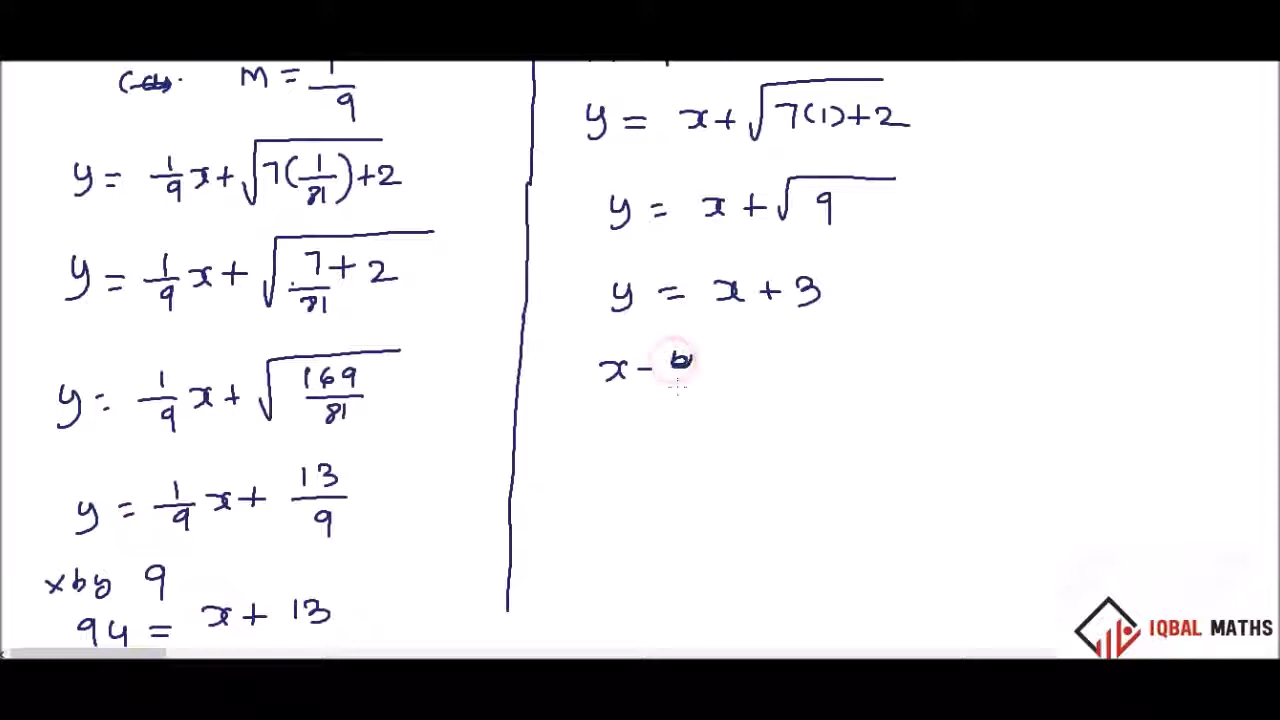 m = 1/9
y = 1/9 x + √7(1/81)+2
y = 1/9 x + √7/81 + 2
y = 1/9 x + √169/81
y = 1/9 x + 13/9
x by 9
9y = x + 13
y = x + √7(1)+2
y = x + √9
y = x + 3
x -
IQBAL MATHS